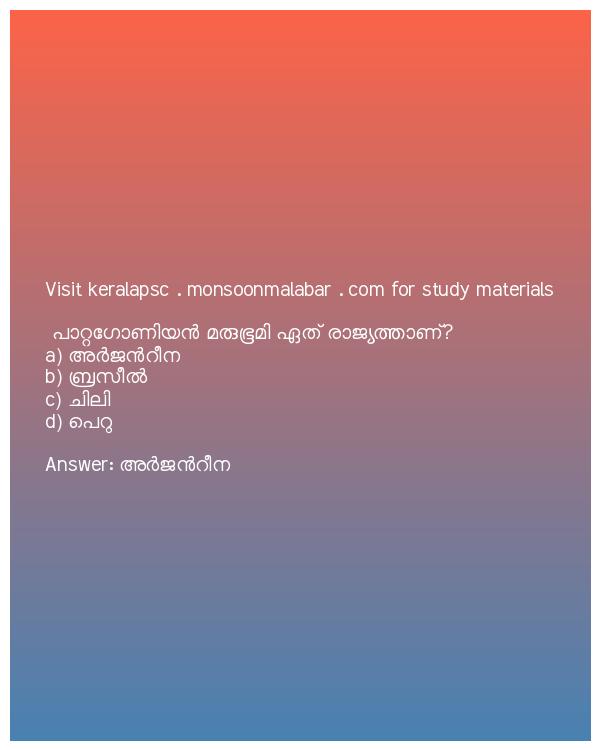 Visit keralapsc . monsoonmalabar . com for study materials
പാറ്റഗോണിയൻ മരുഭൂമി ഏത് രാജ്യത്താണ്?
a) അർജൻറീന
b) ബ്രസീൽ
c) ചിലി
d) പെറു
Answer: അർജൻറീന